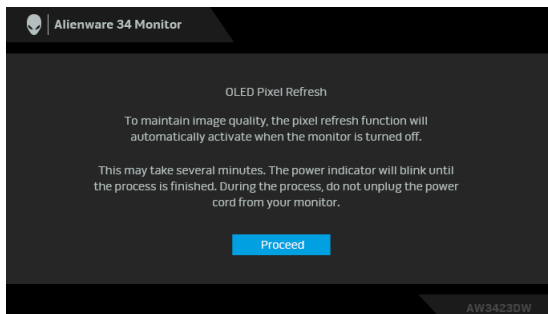 Alienware 34 Monitor
OLED Pixel Refresh
To maintain image quality, the pixel refresh function will
automatically activate when the monitor is turned off.
This may take several minutes. The power indicator will blink until
the process is finished. During the process, do not unplug the power
cord from your monitor.
Proceed
AW3423DW